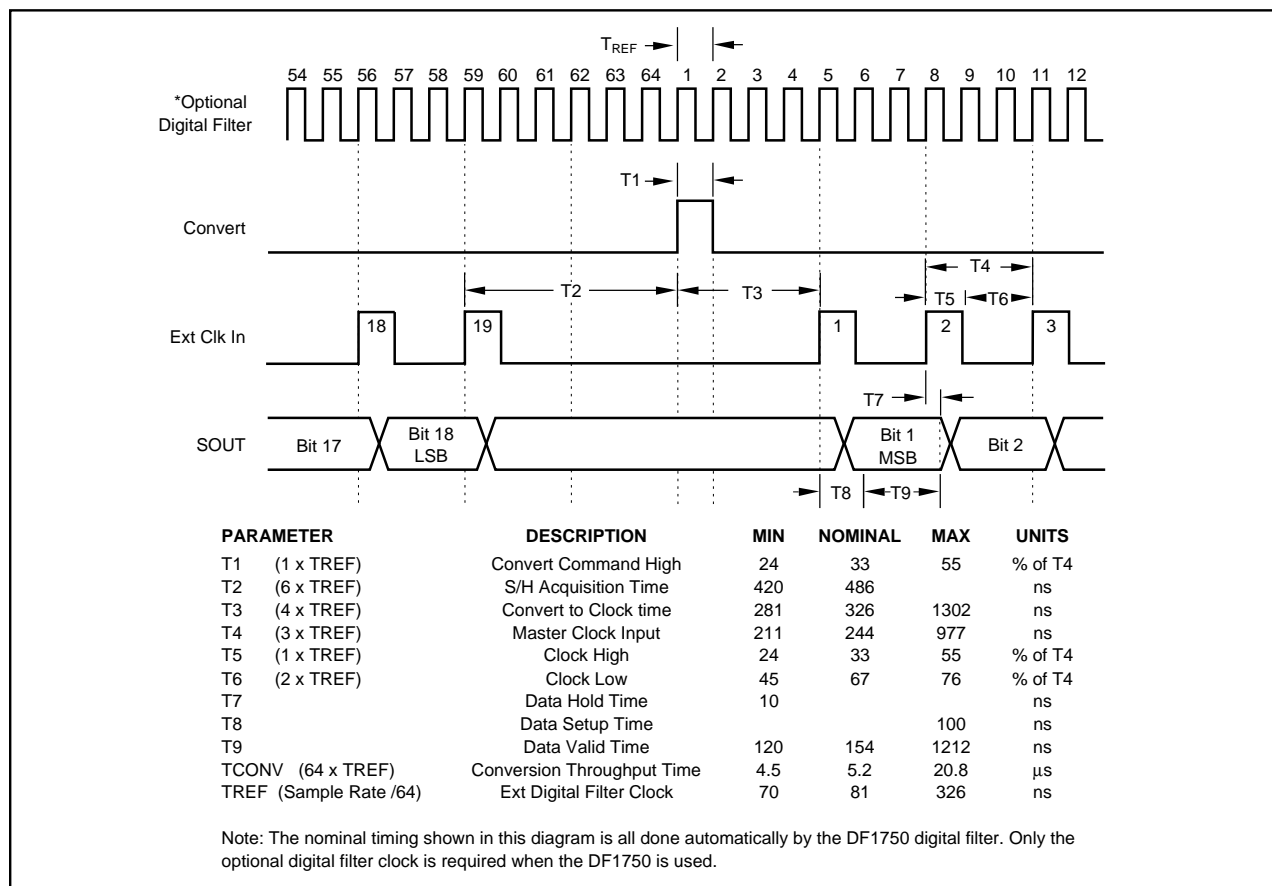 TREF
54 55 56 57 58 59 60 61 62 63 64 1 2 3 4 5 6 7 8 9 10 11 12
*Optional
Digital Filter
T1
Convert
T4
T2 T3 T5 T6
18 19 1 2 3
Ext Clk In
T7
SOUT
Bit 17
Bit 18
LSB
Bit 1
MSB
Bit 2
T8 T9
PARAMETER DESCRIPTION MIN NOMINAL MAX UNITS
T1 (1 x TREF) Convert Command High 24 33 55 % of T4
T2 (6 x TREF) S/H Acquisition Time 420 486 ns
T3 (4 x TREF) Convert to Clock time 281 326 1302 ns
T4 (3 x TREF) Master Clock Input 211 244 977 ns
T5 (1 x TREF) Clock High 24 33 55 % of T4
T6 (2 x TREF) Clock Low 45 67 76 % of T4
T7 Data Hold Time 10 ns
T8 Data Setup Time 100 ns
T9 Data Valid Time 120 154 1212 ns
TCONV (64 x TREF) Conversion Throughput Time 4.5 5.2 20.8 µs
TREF (Sample Rate /64) Ext Digital Filter Clock 70 81 326 ns
Note: The nominal timing shown in this diagram is all done automatically by the DF1750 digital filter. Only the
optional digital filter clock is required when the DF1750 is used.